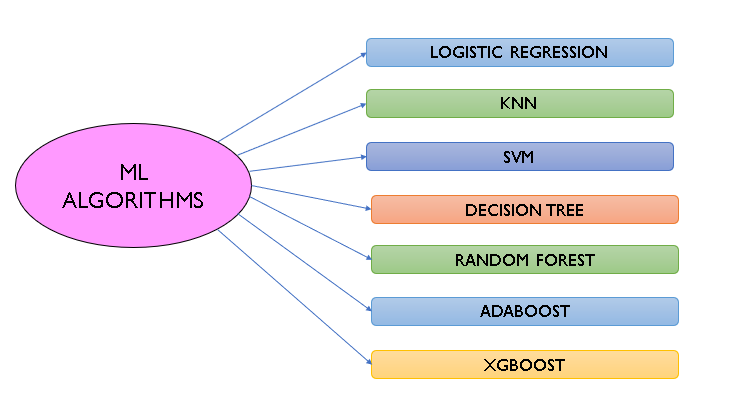 ML
ALGORITHMS
LOGISTIC REGRESSION
KNN
SVM
DECISION TREE
RANDOM FOREST
ADABOOST
XGBOOST